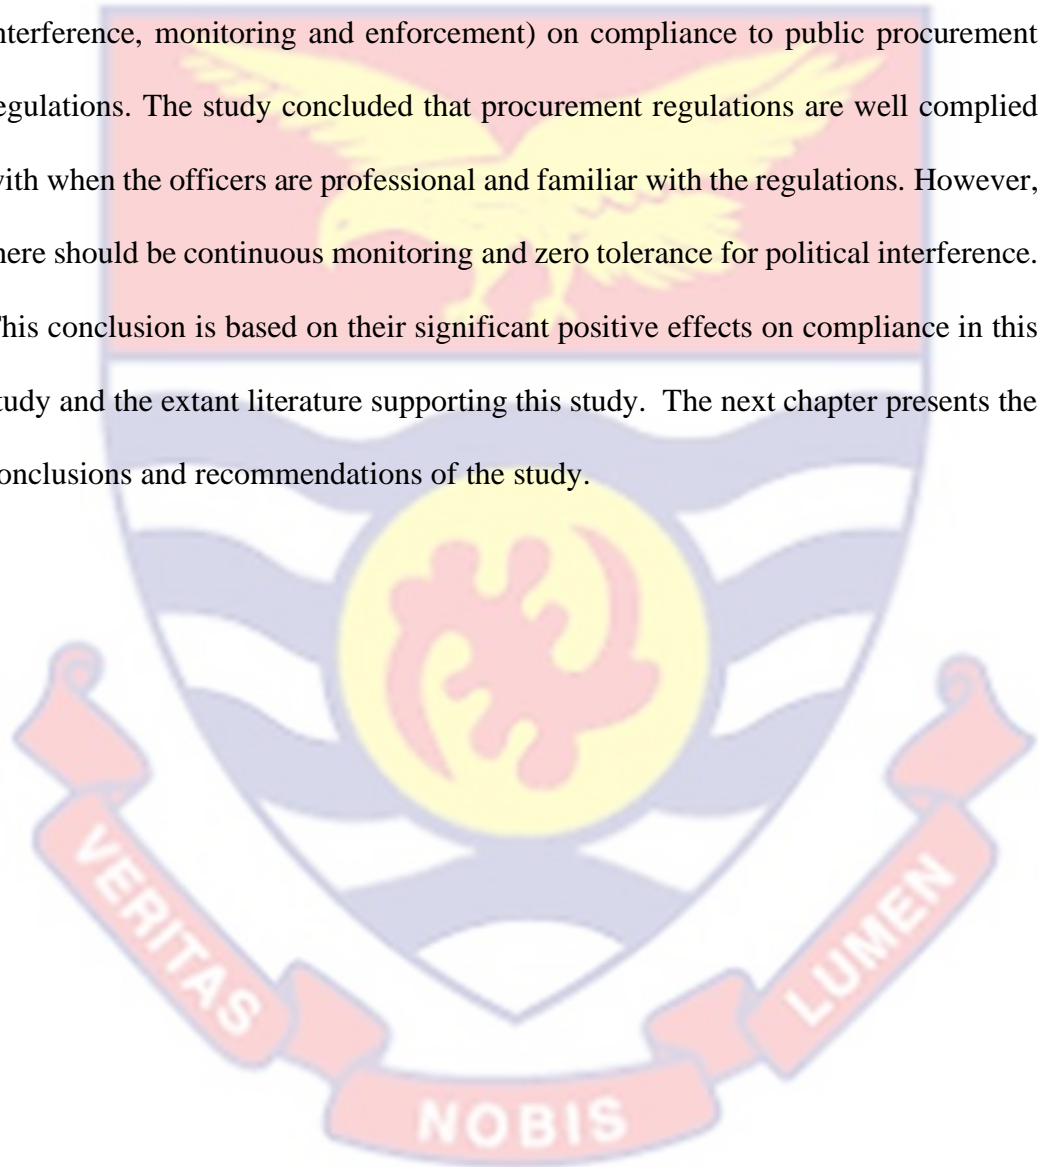 nterference, monitoring and enforcement) on compliance to public procurement
egulations. The study concluded that procurement regulations are well complied
with when the officers are professional and familiar with the regulations. However,
here should be continuous monitoring and zero tolerance for political interference.
This conclusion is based on their significant positive effects on compliance in this
tudy and the extant literature supporting this study. The next chapter presents the
onclusions and recommendations of the study.
VERITAS
NOBIS
LUMEN